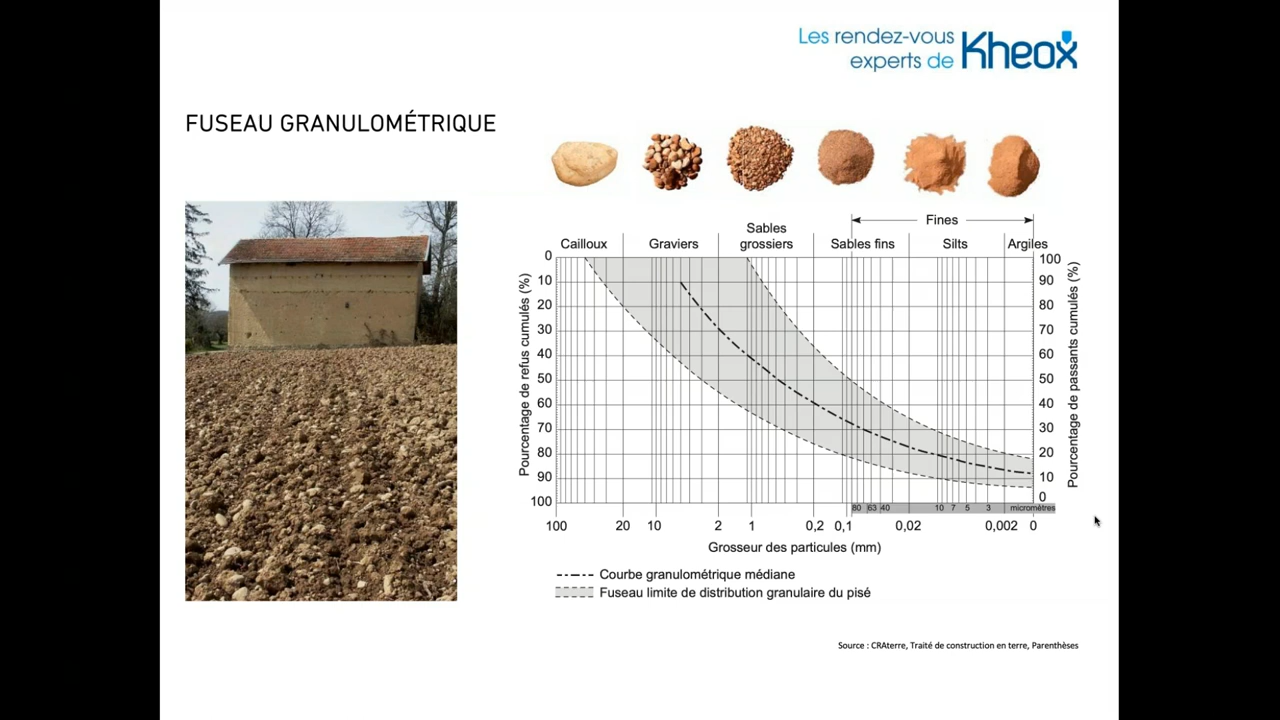 Les rendez-vous
experts de Kheox
FUSEAU GRANULOMÉTRIQUE
Fines
Cailloux Graviers Sables grossiers Sables fins Silts Argiles
Pourcentage de refus cumulés (%)
0
10
20
30
40
50
60
70
80
90
100
100
90
80
70
60
50
40
30
20
10
0
Pourcentage de passants cumulés (%)
80 63 40 10 7 5 3 micromètres
100 20 10 2 1 0,2 0,1 0,02 0,002 0
Grosseur des particules (mm)
Courbe granulométrique médiane
Fuseau limite de distribution granulaire du pisé
Source : CRAterre, Traité de construction en terre, Parenthèses